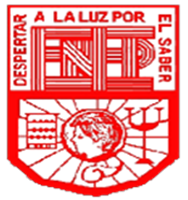 DESPERTAR A LA LUZ POR EL SABER
ENP